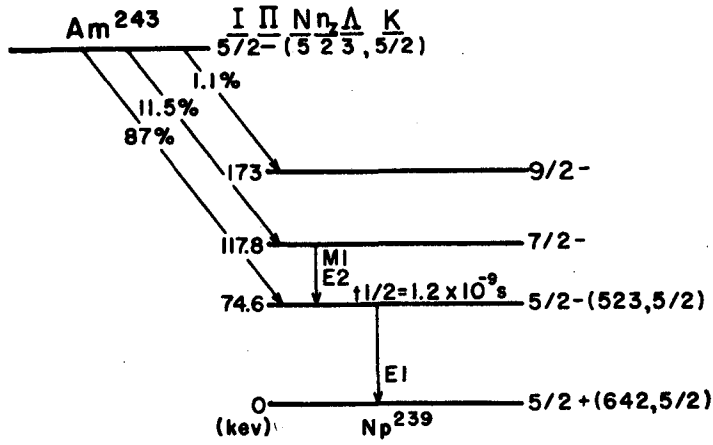 Am²⁴³ I Π N n_z Λ K
5/2-(5 2 3, 5/2)
1.1%
11.5%
87%
173 9/2-
117.8 7/2-
M1
E2
t1/2=1.2x10⁻⁹s
74.6 5/2-(523,5/2)
E1
0 5/2+(642,5/2)
(kev) Np²³⁹